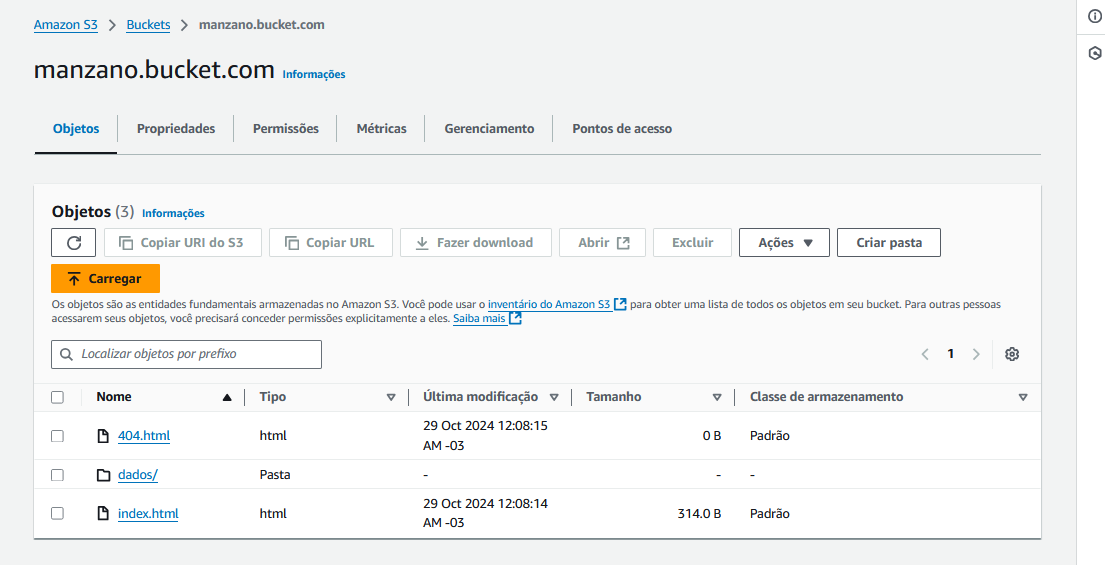 Amazon S3 > Buckets > manzano.bucket.com
manzano.bucket.com Informações
Objetos Propriedades Permissões Métricas Gerenciamento Pontos de acesso
Objetos (3) Informações
Copiar URI do S3 Copiar URL Fazer download Abrir Excluir Ações Criar pasta
Carregar
Os objetos são as entidades fundamentais armazenadas no Amazon S3. Você pode usar o inventário do Amazon S3 para obter uma lista de todos os objetos em seu bucket. Para outras pessoas
acessarem seus objetos, você precisará conceder permissões explicitamente a eles. Saiba mais
Localizar objetos por prefixo
1
Nome Tipo Última modificação Tamanho Classe de armazenamento
404.html html 29 Oct 2024 12:08:15 0 B Padrão
AM -03
dados/ Pasta - - -
index.html html 29 Oct 2024 12:08:14 314.0 B Padrão
AM -03